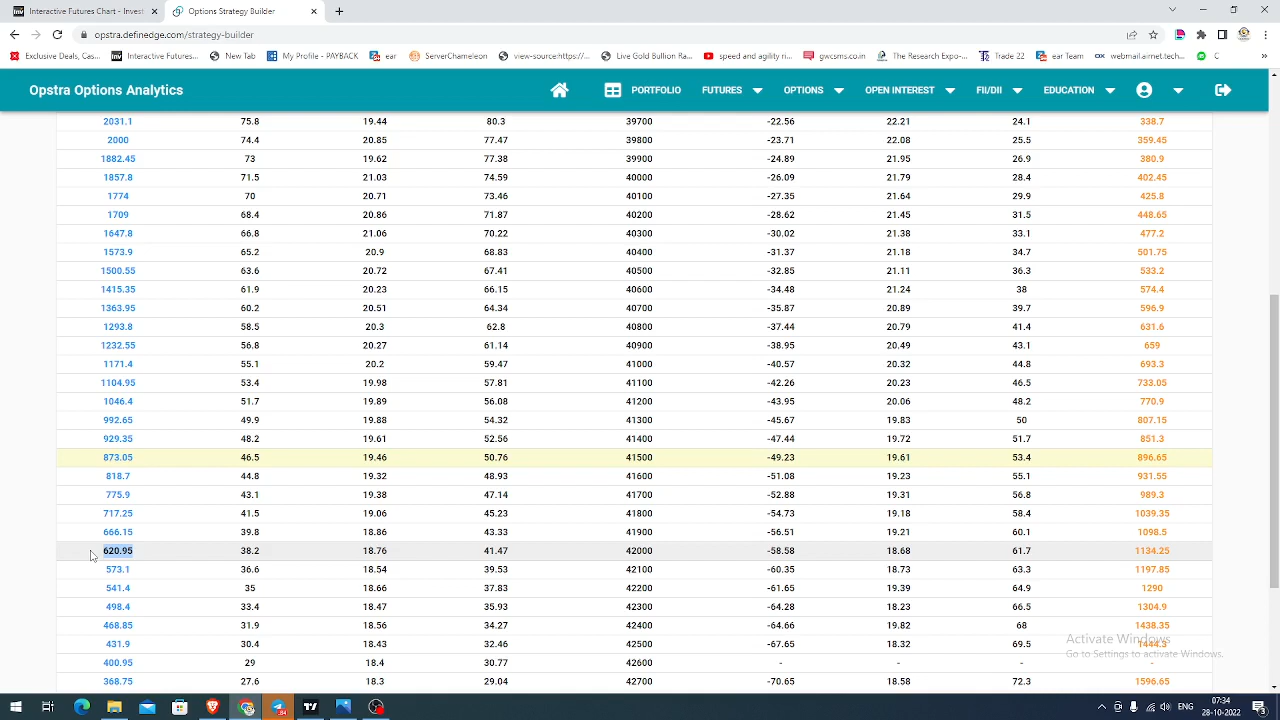 Interactive Futures Chart - Invest
Options Strategy Builder
opstra.definedge.com/strategy-builder
Exclusive Deals, Cas... Interactive Futures... New Tab My Profile - PAYBACK ear ServerChameleon view-source:https://... Live Gold Bullion Ra... speed and agility ri... gwcsms.co.in The Research Expo-... Trade 22 ear Team webmail.airnet.tech... C »
Opstra Options Analytics PORTFOLIO FUTURES OPTIONS OPEN INTEREST FII/DII EDUCATION
2031.1 75.8 19.44 80.3 39700 -22.56 22.21 24.1 338.7
2000 74.4 20.85 77.47 39800 -23.71 22.08 25.5 359.45
1882.45 73 19.62 77.38 39900 -24.89 21.95 26.9 380.9
1857.8 71.5 21.03 74.59 40000 -26.09 21.79 28.4 402.45
1774 70 20.71 73.46 40100 -27.35 21.64 29.9 425.8
1709 68.4 20.86 71.87 40200 -28.62 21.45 31.5 448.65
1647.8 66.8 21.06 70.22 40300 -30.02 21.38 33.1 477.2
1573.9 65.2 20.9 68.83 40400 -31.37 21.18 34.7 501.75
1500.55 63.6 20.72 67.41 40500 -32.85 21.11 36.3 533.2
1415.35 61.9 20.23 66.15 40600 -34.48 21.24 38 574.4
1363.95 60.2 20.51 64.34 40700 -35.87 20.89 39.7 596.9
1293.8 58.5 20.3 62.8 40800 -37.44 20.79 41.4 631.6
1232.55 56.8 20.27 61.14 40900 -38.95 20.49 43.1 659
1171.4 55.1 20.2 59.47 41000 -40.57 20.32 44.8 693.3
1104.95 53.4 19.98 57.81 41100 -42.26 20.23 46.5 733.05
1046.4 51.7 19.89 56.08 41200 -43.95 20.06 48.2 770.9
992.65 49.9 19.88 54.32 41300 -45.67 19.83 50 807.15
929.35 48.2 19.61 52.56 41400 -47.44 19.72 51.7 851.3
873.05 46.5 19.46 50.76 41500 -49.23 19.61 53.4 896.65
818.7 44.8 19.32 48.93 41600 -51.08 19.23 55.1 931.55
775.9 43.1 19.38 47.14 41700 -52.88 19.31 56.8 989.3
717.25 41.5 19.06 45.23 41800 -54.73 19.18 58.4 1039.35
666.15 39.8 18.86 43.33 41900 -56.51 19.21 60.1 1098.5
620.95 38.2 18.76 41.47 42000 -58.58 18.68 61.7 1134.25
573.1 36.6 18.54 39.53 42100 -60.35 18.73 63.3 1197.85
541.4 35 18.66 37.83 42200 -61.65 19.39 64.9 1290
498.4 33.4 18.47 35.93 42300 -64.28 18.23 66.5 1304.9
468.85 31.9 18.56 34.27 42400 -64.66 19.82 68 1438.35
431.9 30.4 18.43 32.46 42500 -67.65 18.32 69.5 1444.3
400.95 29 18.4 30.77 42600 - - - -
368.75 27.6 18.3 29.04 42700 -70.65 18.58 72.3 1596.65
Activate Windows
Go to Settings to activate Windows.
07:34
28-10-2022